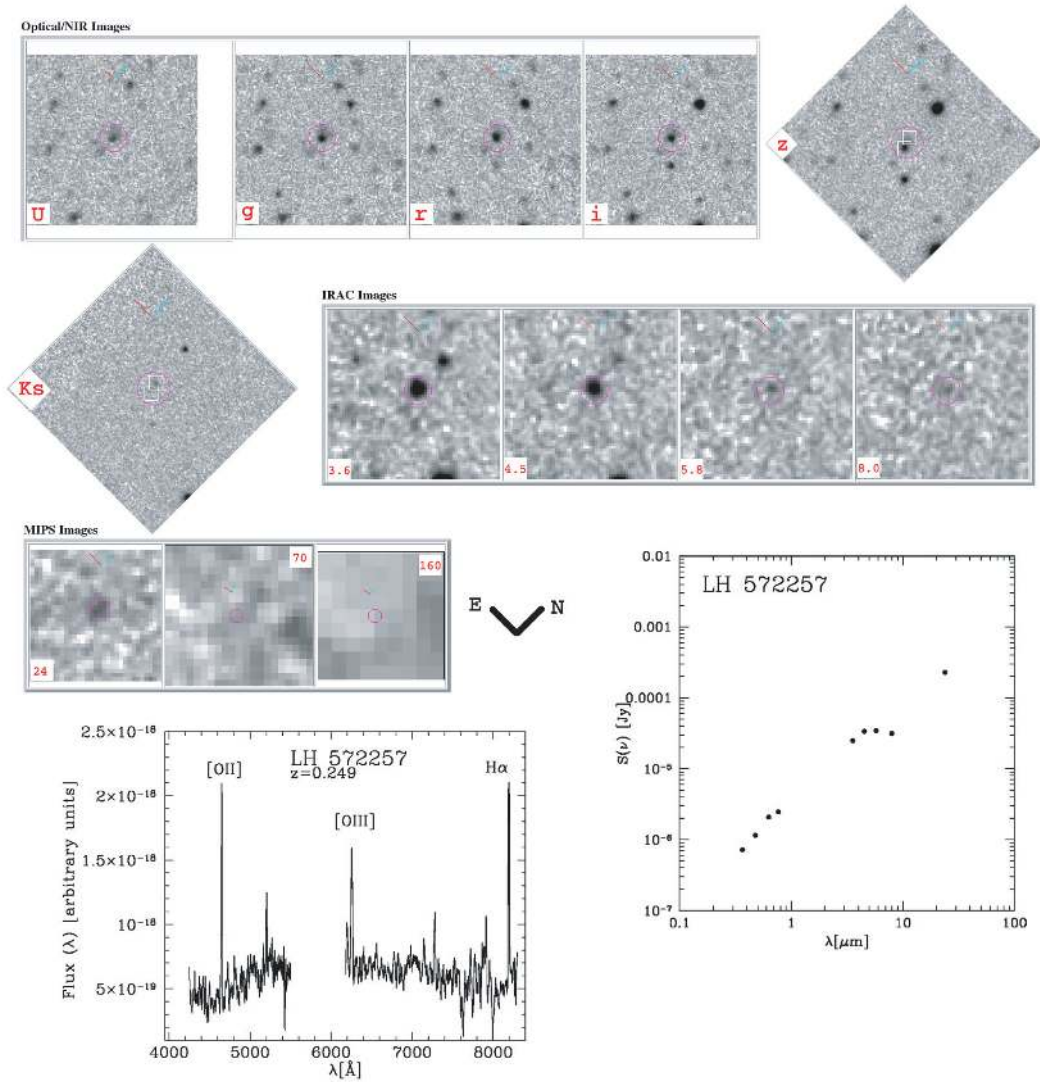 Optical/NIR Images
U
g
r
i
z
Ks
IRAC Images
3.6
4.5
5.8
8.0
MIPS Images
24
70
160
E N
LH 572257
0.01
0.001
0.0001
10⁻⁵
10⁻⁶
10⁻⁷
S(ν) [Jy]
0.1 1 10 100
λ[μm]
LH 572257
z=0.249
[OII]
[OIII]
Hα
2.5×10⁻¹⁸
2×10⁻¹⁸
1.5×10⁻¹⁸
10⁻¹⁸
5×10⁻¹⁹
Flux (λ) [arbitrary units]
4000 5000 6000 7000 8000
λ[Å]